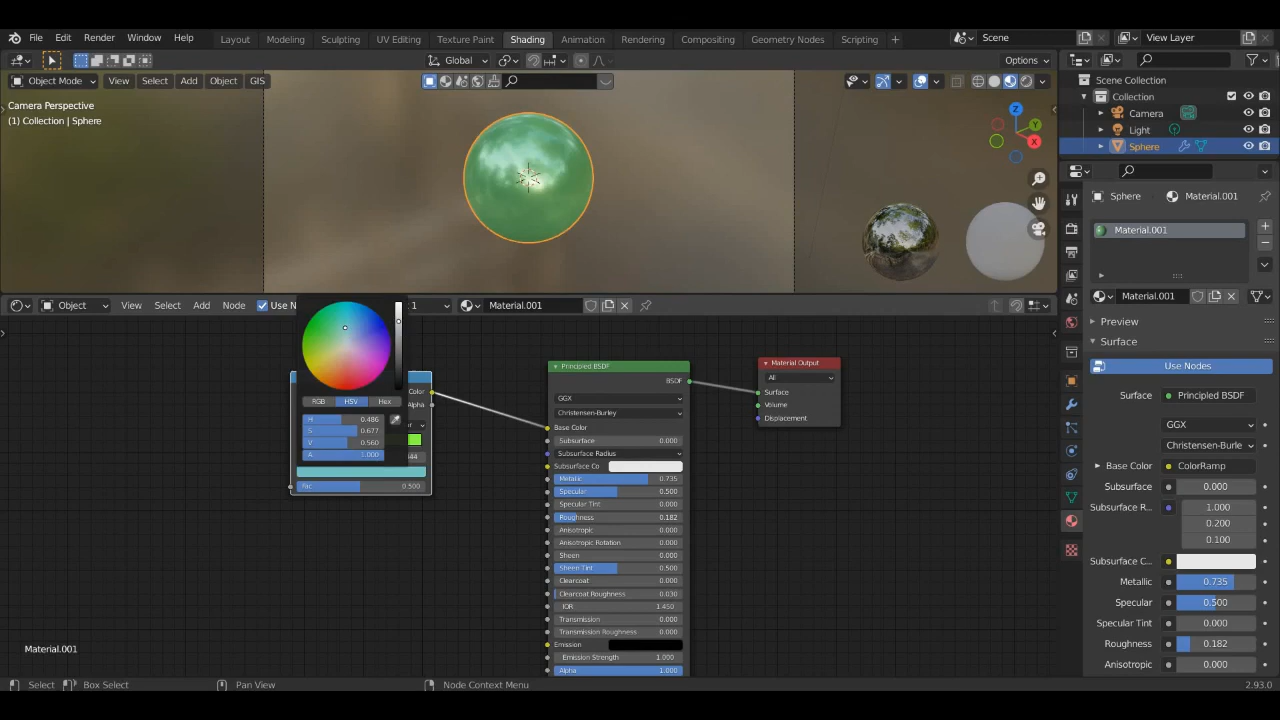 File Edit Render Window Help Layout Modeling Sculpting UV Editing Texture Paint Shading Animation Rendering Compositing Geometry Nodes Scripting + Scene View Layer
Global Options
Object Mode View Select Add Object GIS
Camera Perspective
(1) Collection | Sphere
Z
Y
X
Scene Collection
Collection
Camera
Light
Sphere
Sphere Material.001
Material.001
Material.001
Preview
Surface
Use Nodes
Surface Principled BSDF
GGX
Christensen-Burle
Base Color ColorRamp
Subsurface 0.000
Subsurface R... 1.000
0.200
0.100
Subsurface C...
Metallic 0.735
Specular 0.500
Specular Tint 0.000
Roughness 0.182
Anisotropic 0.000
Object View Select Add Node Use N 1 Material.001
RGB HSV Hex
H 0.486
S 0.677
V 0.560
A 1.000
Color
Alpha
44
Fac 0.500
Principled BSDF
BSDF
GGX
Christensen-Burley
Base Color
Subsurface 0.000
Subsurface Radius
Subsurface Co
Metallic 0.735
Specular 0.500
Specular Tint 0.000
Roughness 0.182
Anisotropic 0.000
Anisotropic Rotation 0.000
Sheen 0.000
Sheen Tint 0.500
Clearcoat 0.000
Clearcoat Roughness 0.030
IOR 1.450
Transmission 0.000
Transmission Roughness 0.000
Emission
Emission Strength 1.000
Alpha 1.000
Material Output
All
Surface
Volume
Displacement
Material.001
Select Box Select Pan View Node Context Menu 2.93.0